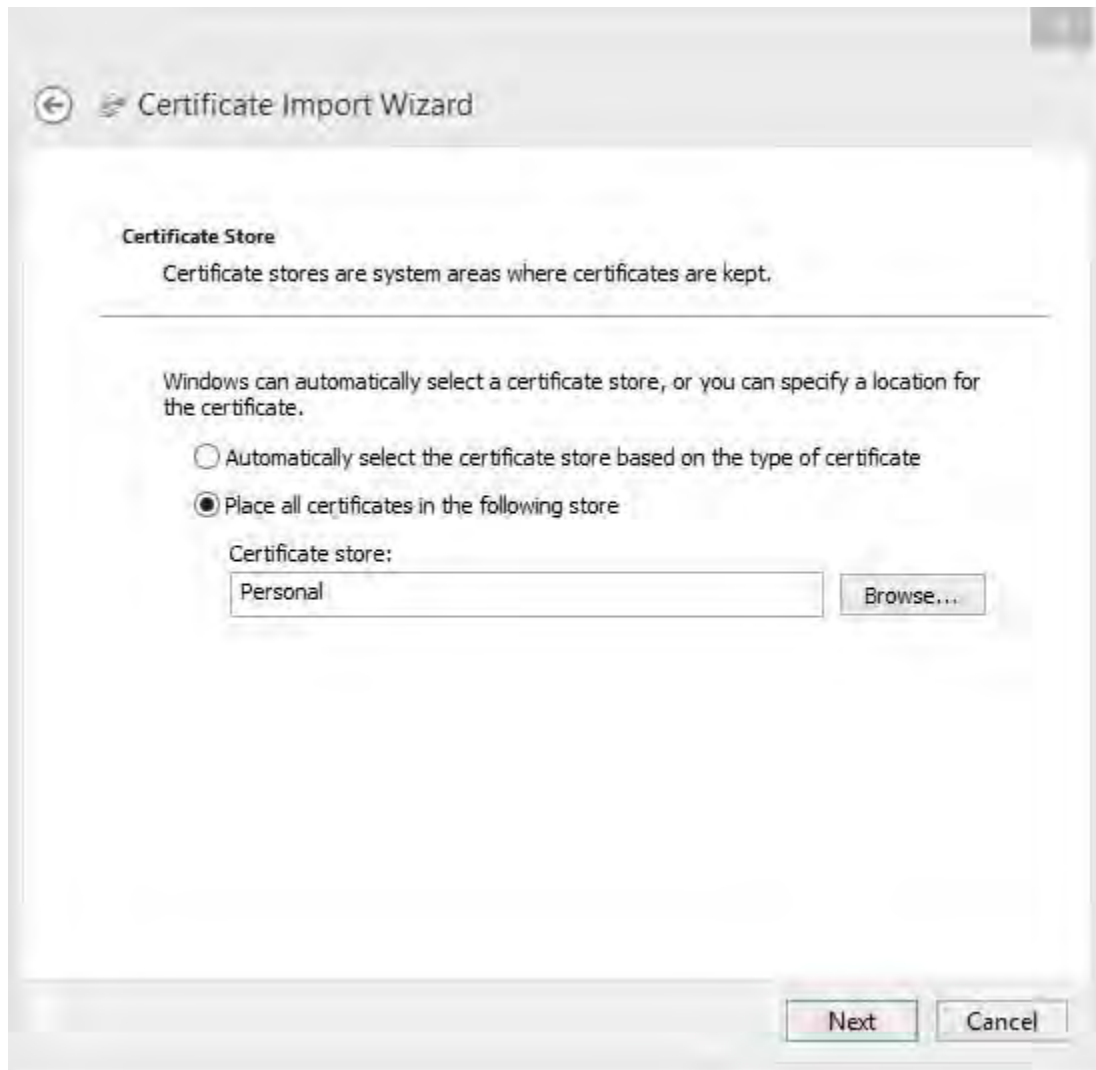 Certificate Import Wizard
Certificate Store
Certificate stores are system areas where certificates are kept.
Windows can automatically select a certificate store, or you can specify a location for
the certificate.
Automatically select the certificate store based on the type of certificate
Place all certificates in the following store
Certificate store:
Personal
Browse...
Next
Cancel